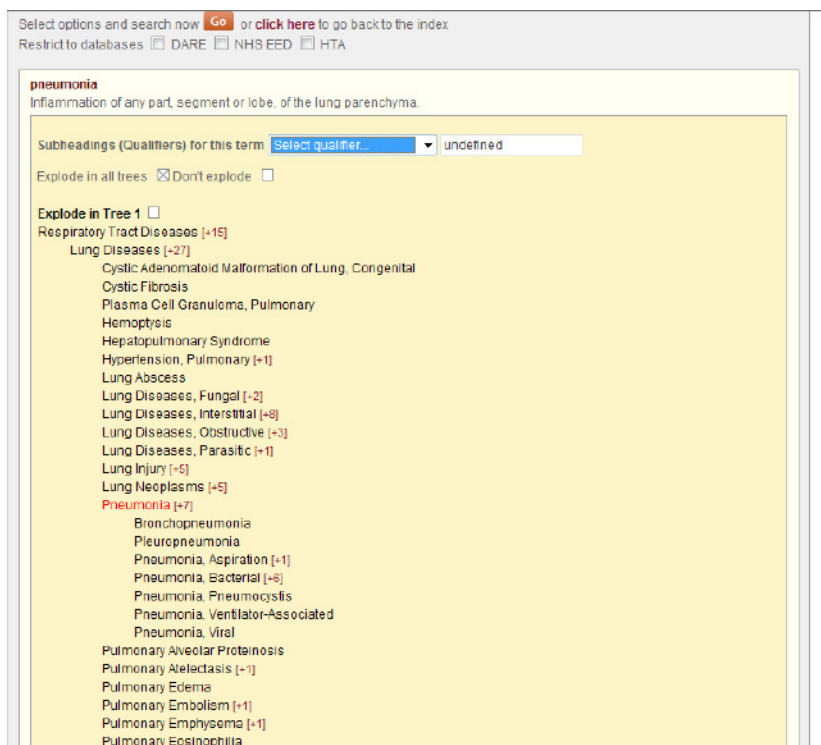 Select options and search now Go or click here to go back to the index
Restrict to databases DARE NHS EED HTA
pneumonia
Inflammation of any part, segment or lobe, of the lung parenchyma.
Subheadings (Qualifiers) for this term Select qualifier... undefined
Explode in all trees Don't explode
Explode in Tree 1
Respiratory Tract Diseases [+15]
Lung Diseases [+27]
Cystic Adenomatoid Malformation of Lung, Congenital
Cystic Fibrosis
Plasma Cell Granuloma, Pulmonary
Hemoptysis
Hepatopulmonary Syndrome
Hypertension, Pulmonary [+1]
Lung Abscess
Lung Diseases, Fungal [+2]
Lung Diseases, Interstitial [+8]
Lung Diseases, Obstructive [+3]
Lung Diseases, Parasitic [+1]
Lung Injury [+5]
Lung Neoplasms [+5]
Pneumonia [+7]
Bronchopneumonia
Pleuropneumonia
Pneumonia, Aspiration [+1]
Pneumonia, Bacterial [+6]
Pneumonia, Pneumocystis
Pneumonia, Ventilator-Associated
Pneumonia, Viral
Pulmonary Alveolar Proteinosis
Pulmonary Atelectasis [+1]
Pulmonary Edema
Pulmonary Embolism [+1]
Pulmonary Emphysema [+1]
Pulmonary Eosinophilia